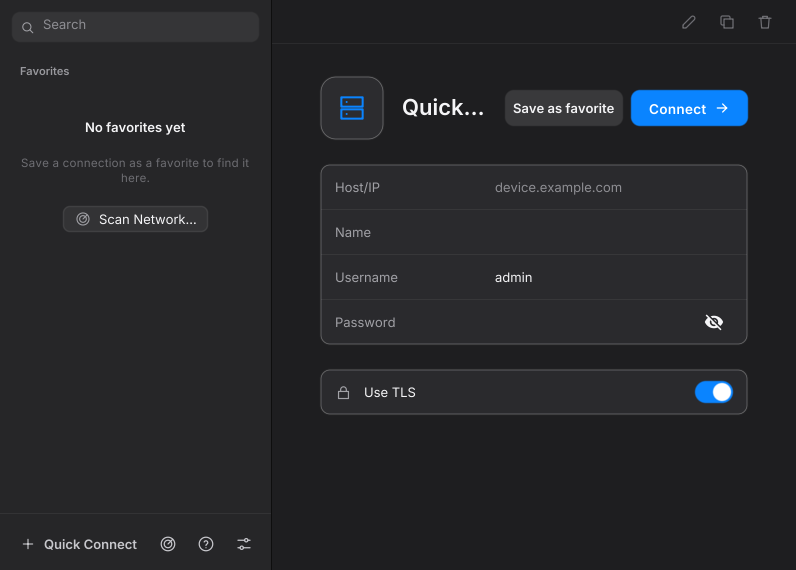 Search
Favorites
No favorites yet
Save a connection as a favorite to find it
here.
Scan Network...
Quick Connect
Quick...
Save as favorite
Connect
Host/IP
device.example.com
Name
Username
admin
Password
Use TLS